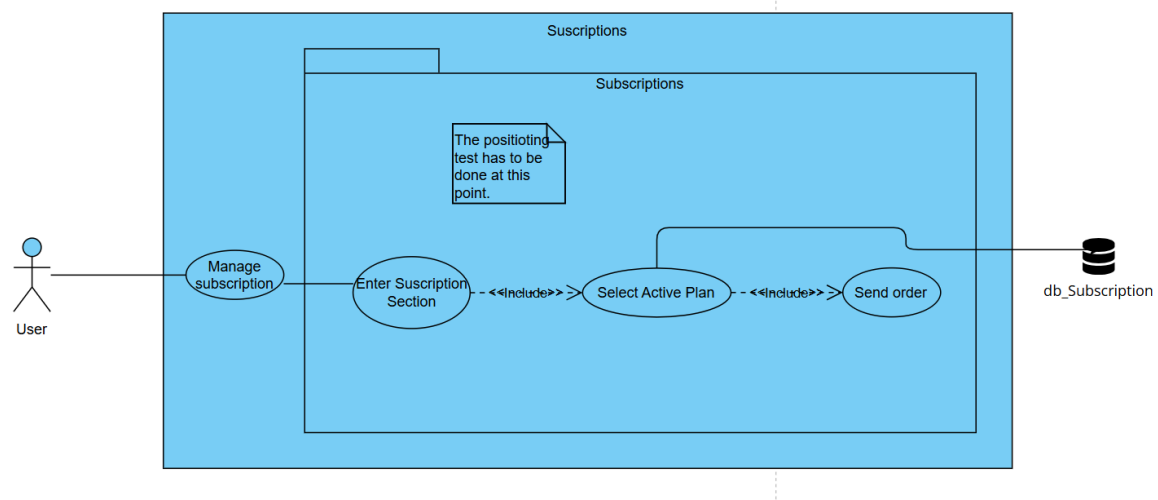 Suscriptions
Subscriptions
The positioting
test has to be
done at this
point.
Manage
subscription
Enter Suscription
Section
<<Include>>
Select Active Plan
<<Include>>
Send order
User
db_Subscription